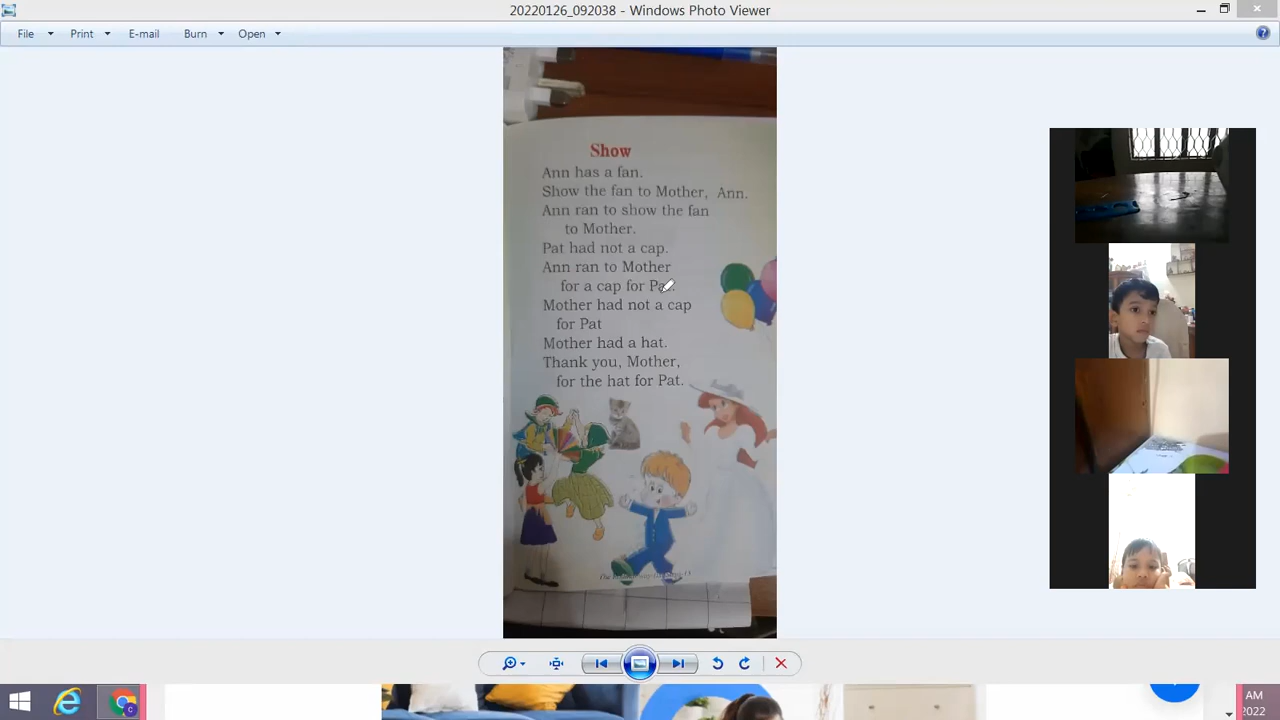 20220126_092038 - Windows Photo Viewer
File Print E-mail Burn Open
Show
Ann has a fan.
Show the fan to Mother, Ann.
Ann ran to show the fan
to Mother.
Pat had not a cap.
Ann ran to Mother
for a cap for Pat.
Mother had not a cap
for Pat
Mother had a hat.
Thank you, Mother,
for the hat for Pat.
AM
2022